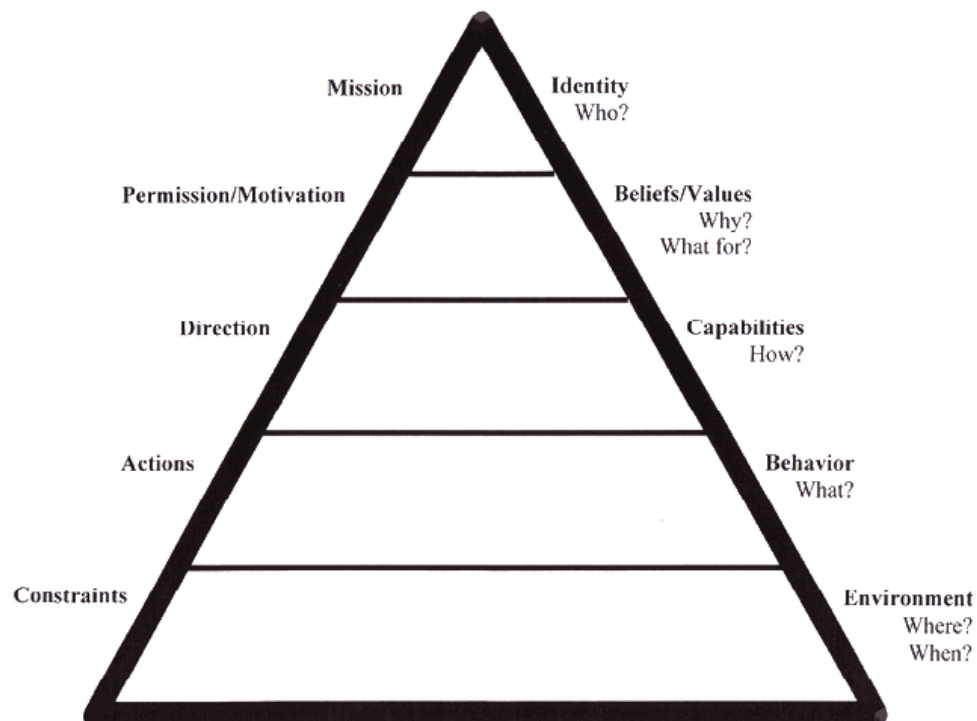 Mission
Identity
Who?
Permission/Motivation
Beliefs/Values
Why?
What for?
Direction
Capabilities
How?
Actions
Behavior
What?
Constraints
Environment
Where?
When?